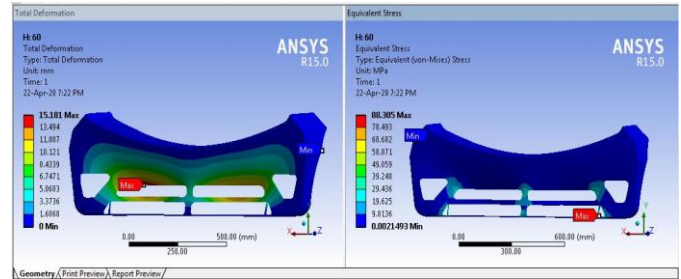 Total Deformation
H: 60
Total Deformation
Type: Total Deformation
Unit: mm
Time: 1
22-Apr-20 7:22 PM
ANSYS
R15.0
15.181 Max
13.494
11.807
10.121
8.4339
6.7471
5.0603
3.3736
1.6868
0 Min
Min
Max
0.00
500.00 (mm)
250.00
X
Z
Equivalent Stress
H: 60
Equivalent Stress
Type: Equivalent (von-Mises) Stress
Unit: MPa
Time: 1
22-Apr-20 7:22 PM
ANSYS
R15.0
88.305 Max
78.493
68.682
58.871
49.059
39.248
29.436
19.625
9.8136
0.0021493 Min
Min
Max
0.00
600.00 (mm)
300.00
Y
X
Z
Geometry Print Preview Report Preview